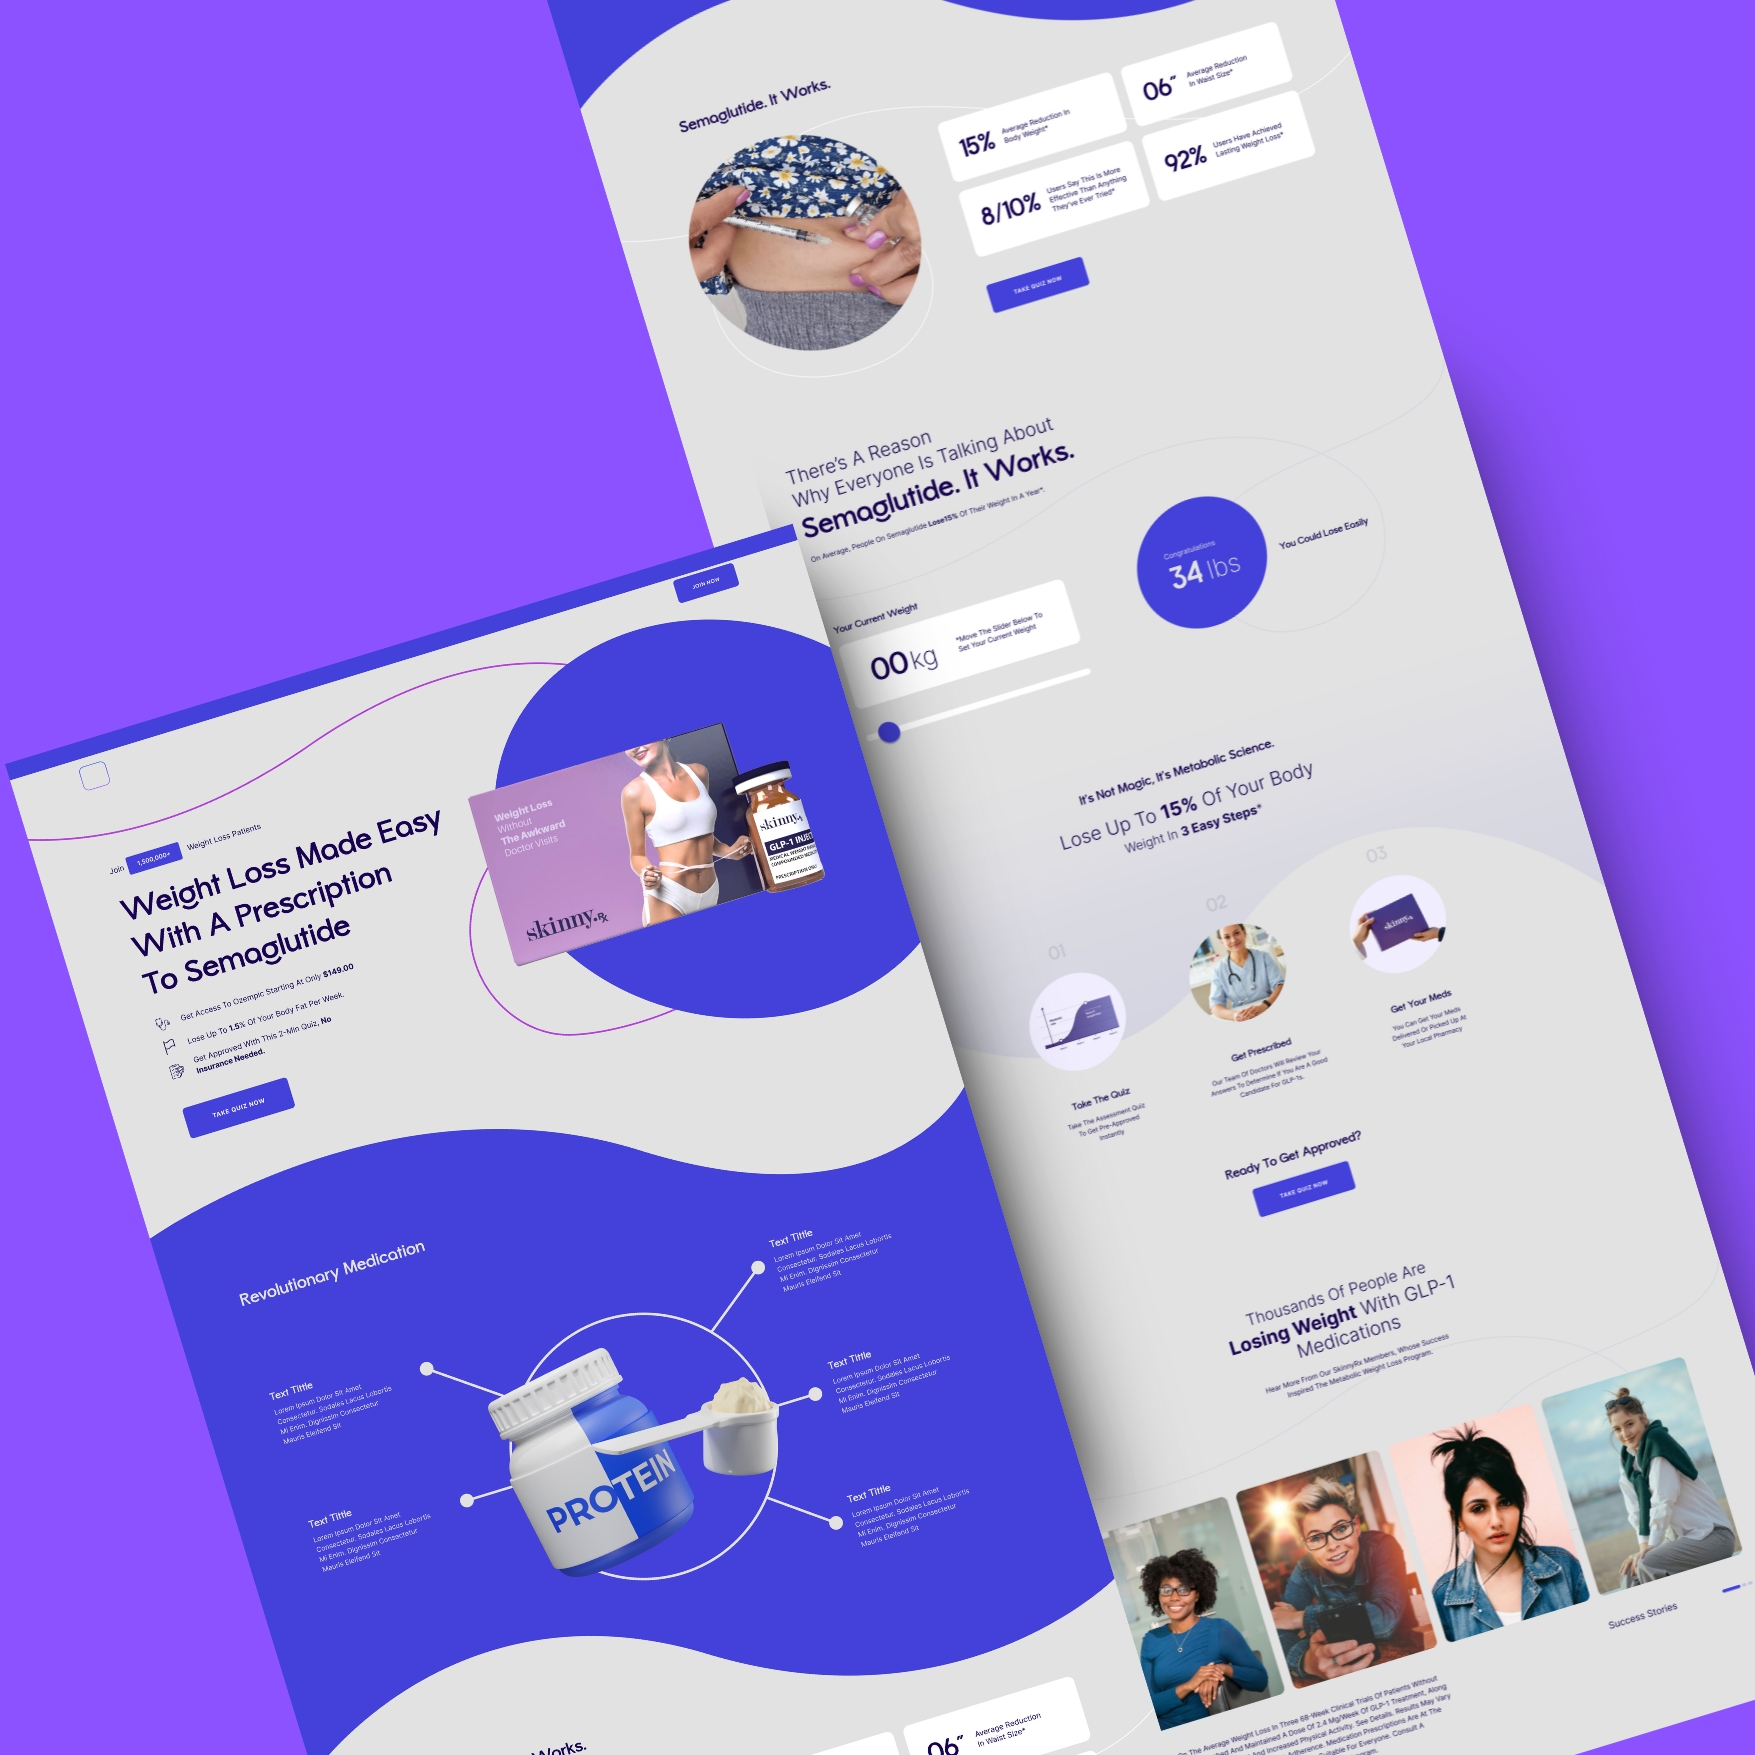 JOIN NOW
Join 1,500,000+ Weight Loss Patients
Weight Loss Made Easy
With A Prescription
To Semaglutide
Get Access To Ozempic Starting At Only $149.00
Lose Up To 1.5% Of Your Body Fat Per Week.
Get Approved With This 2-Min Quiz, No
Insurance Needed.
TAKE QUIZ NOW
Weight Loss
Without
The Awkward
Doctor Visits
skinny.℞
skinny.
GLP-1 INJEC
PRESCRIPTION ONLY
Revolutionary Medication
Text Tittle
Lorem Ipsum Dolor Sit Amet
Consectetur. Sodales Lacus Lobortis
Mi Enim. Dignissim Consectetur
Mauris Eleifend Sit
Text Tittle
Lorem Ipsum Dolor Sit Amet
Consectetur. Sodales Lacus Lobortis
Mi Enim. Dignissim Consectetur
Mauris Eleifend Sit
PROTEIN
Text Tittle
Lorem Ipsum Dolor Sit Amet
Consectetur. Sodales Lacus Lobortis
Mi Enim. Dignissim Consectetur
Mauris Eleifend Sit
Text Tittle
Lorem Ipsum Dolor Sit Amet
Consectetur. Sodales Lacus Lobortis
Mi Enim. Dignissim Consectetur
Mauris Eleifend Sit
Text Tittle
Lorem Ipsum Dolor Sit Amet
Consectetur. Sodales Lacus Lobortis
Mi Enim. Dignissim Consectetur
Mauris Eleifend Sit
Works.
06″
Average Reduction
In Waist Size*
Semaglutide. It Works.
15%
Average Reduction In
Body Weight*
06″
Average Reduction
In Waist Size*
8/10%
Users Say This Is More
Effective Than Anything
They've Ever Tried*
92%
Users Have Achieved
Lasting Weight Loss*
TAKE QUIZ NOW
There's A Reason
Why Everyone Is Talking About
Semaglutide. It Works.
On Average, People On Semaglutide Lose15% Of Their Weight In A Year*.
Your Current Weight
00 kg
*Move The Slider Below To
Set Your Current Weight
Congratulations
34 lbs
You Could Lose Easily
It's Not Magic, It's Metabolic Science.
Lose Up To 15% Of Your Body
Weight In 3 Easy Steps*
01
Take The Quiz
Take The Assessment Quiz
To Get Pre-Approved
Instantly
02
Get Prescribed
Our Team Of Doctors Will Review Your
Answers To Determine If You Are A Good
Candidate For GLP-1s.
03
skinny.
Get Your Meds
You Can Get Your Meds
Delivered Or Picked Up At
Your Local Pharmacy
Ready To Get Approved?
TAKE QUIZ NOW
Thousands Of People Are
Losing Weight With GLP-1
Medications
Hear More From Our SkinnyRx Members, Whose Success
Inspired The Metabolic Weight Loss Program.
Success Stories
The Average Weight Loss In Three 68-Week Clinical Trials Of Patients Without
And Maintained A Dose Of 2.4 Mg/Week Of GLP-1 Treatment, Along
And Increased Physical Activity. See Details. Results May Vary
Adherence. Medication Prescriptions Are At The
Suitable For Everyone. Consult A